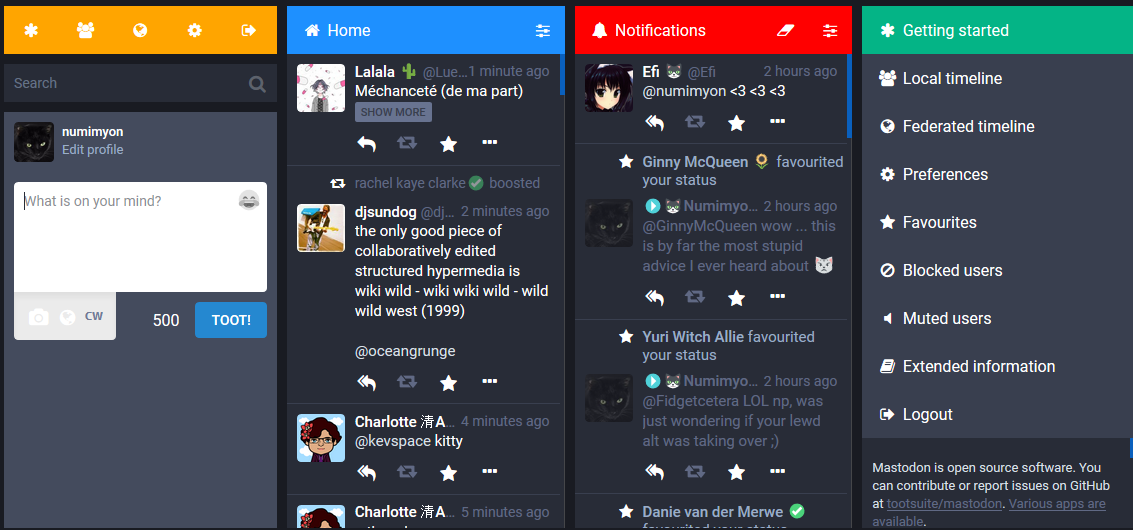 Search
numimyon
Edit profile
What is on your mind?
CW
500
TOOT!
Home
Lalala 🌵 @Lue... 1 minute ago
Méchanceté (de ma part)
SHOW MORE
rachel kaye clarke ✅ boosted
djsundog @dj... 2 minutes ago
the only good piece of
collaboratively edited
structured hypermedia is
wiki wild - wiki wiki wild - wild
wild west (1999)
@oceangrunge
Charlotte 清A... 4 minutes ago
@kevspace kitty
Charlotte 清A... 5 minutes ago
Notifications
Efi @Efi 2 hours ago
@numimyon <3 <3 <3
Ginny McQueen 🌻 favourited
your status
Numimyo... 2 hours ago
@GinnyMcQueen wow ... this
is by far the most stupid
advice I ever heard about
Yuri Witch Allie favourited
your status
Numimyo... 2 hours ago
@Fidgetcetera LOL np, was
just wondering if your lewd
alt was taking over ;)
Danie van der Merwe ✅
favourited your status
Getting started
Local timeline
Federated timeline
Preferences
Favourites
Blocked users
Muted users
Extended information
Logout
Mastodon is open source software. You
can contribute or report issues on GitHub
at tootsuite/mastodon. Various apps are
available.